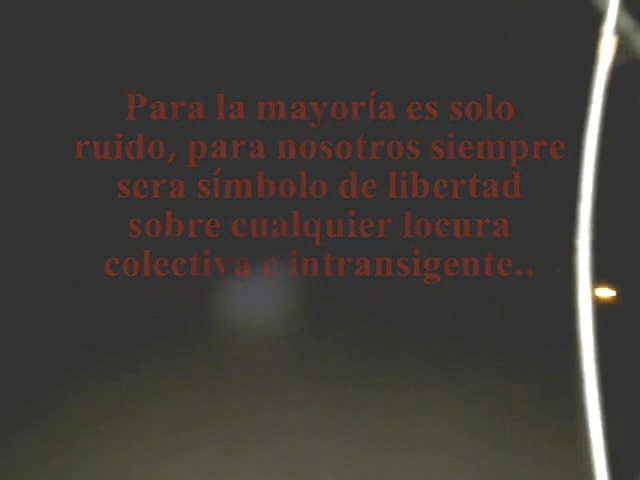 Para la mayoría es solo
ruido, para nosotros siempre
sera símbolo de libertad
sobre cualquier locura
colectiva e intransigente..